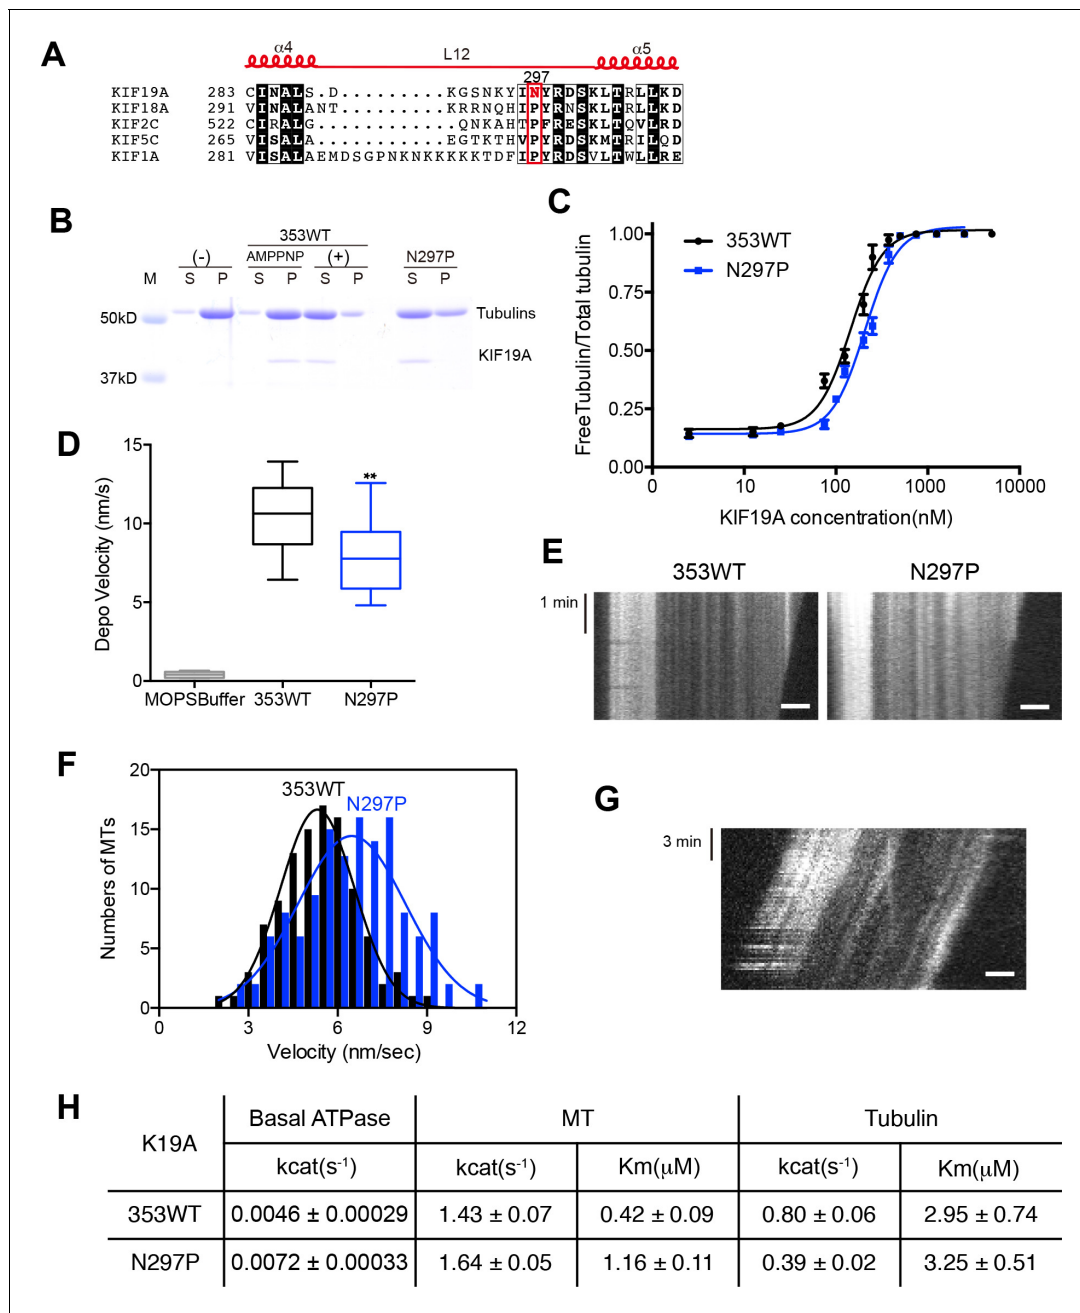 A
α4 L12 α5
297
KIF19A 283 CINALS.D.........KGSNKYINYRDSKLTRLLKD
KIF18A 291 VINALANT.........KRRNQHIPYRNSKLTRLLKD
KIF2C 522 CIRALG...........QNKAHTPFRESKLTQVLRD
KIF5C 265 VISALA...........EGTKTHVPYRDSKMTRILQD
KIF1A 281 VISALAEMDSGPNKNKKKKKTDFIPYRDSVLTWLLRE
B
353WT
(-) AMPPNP (+) N297P
M S P S P S P S P
50kD Tubulins
KIF19A
37kD
C
353WT
N297P
FreeTubulin/Total tubulin
1.00
0.75
0.50
0.25
0.00
0 10 100 1000 10000
KIF19A concentration(nM)
D
Depo Velocity (nm/s)
15
10
5
0
**
MOPSBuffer 353WT N297P
E
353WT N297P
1 min
F
Numbers of MTs
20
15
10
5
0
353WT
N297P
0 3 6 9 12
Velocity (nm/sec)
G
3 min
H
K19A Basal ATPase MT Tubulin
kcat(s-1) kcat(s-1) Km(μM) kcat(s-1) Km(μM)
353WT 0.0046 ± 0.00029 1.43 ± 0.07 0.42 ± 0.09 0.80 ± 0.06 2.95 ± 0.74
N297P 0.0072 ± 0.00033 1.64 ± 0.05 1.16 ± 0.11 0.39 ± 0.02 3.25 ± 0.51